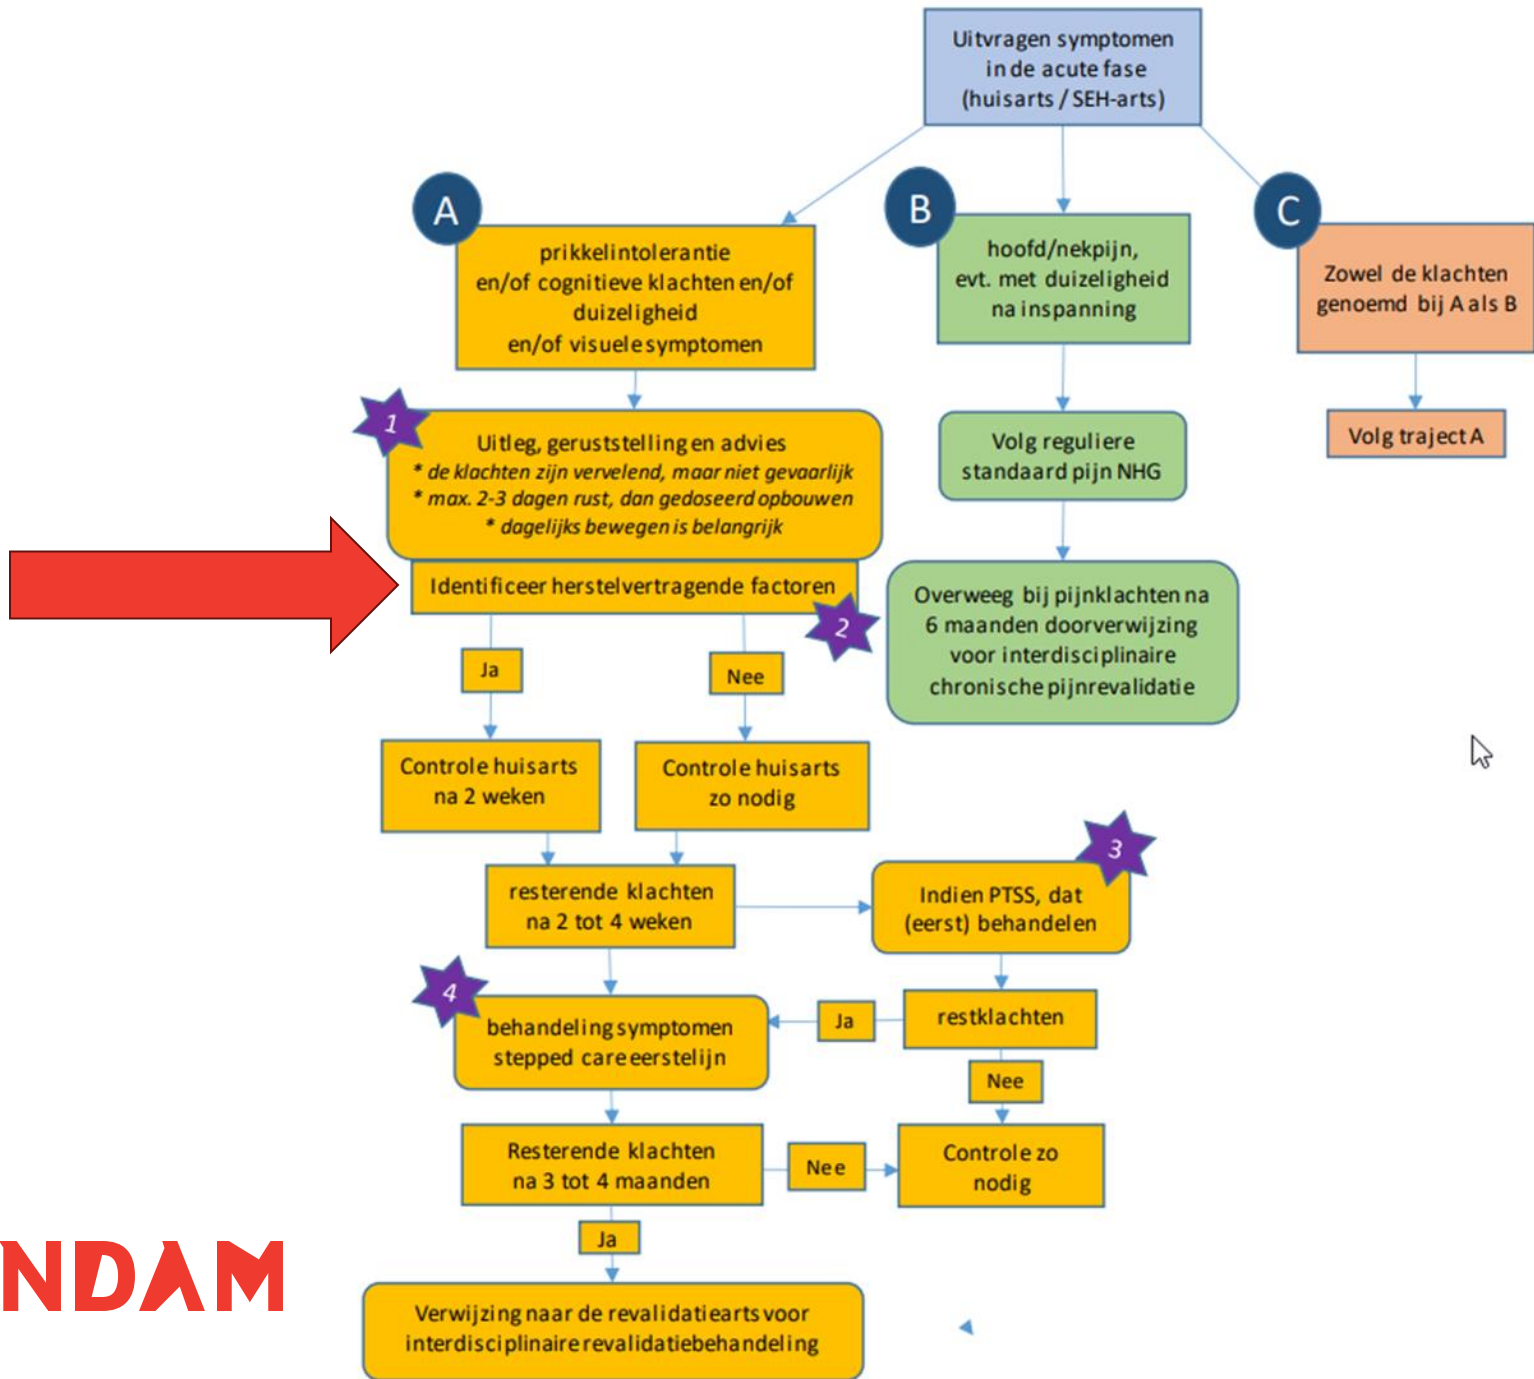 Uitvragen symptomen
in de acute fase
(huisarts / SEH-arts)
A
prikkelintolerantie
en/of cognitieve klachten en/of
duizeligheid
en/of visuele symptomen
B
hoofd/nekpijn,
evt. met duizeligheid
na inspanning
C
Zowel de klachten
genoemd bij A als B
1
Uitleg, geruststelling en advies
* de klachten zijn vervelend, maar niet gevaarlijk
* max. 2-3 dagen rust, dan gedoseerd opbouwen
* dagelijks bewegen is belangrijk
Volg reguliere
standaard pijn NHG
Volg traject A
Identificeer herstelvertragende factoren
2
Overweeg bij pijnklachten na
6 maanden doorverwijzing
voor interdisciplinaire
chronische pijnrevalidatie
Ja
Nee
Controle huisarts
na 2 weken
Controle huisarts
zo nodig
resterende klachten
na 2 tot 4 weken
3
Indien PTSS, dat
(eerst) behandelen
4
behandeling symptomen
stepped care eerstelijn
Ja
restklachten
Nee
Resterende klachten
na 3 tot 4 maanden
Nee
Controle zo
nodig
Ja
Verwijzing naar de revalidatiearts voor
interdisciplinaire revalidatiebehandeling
NDAM